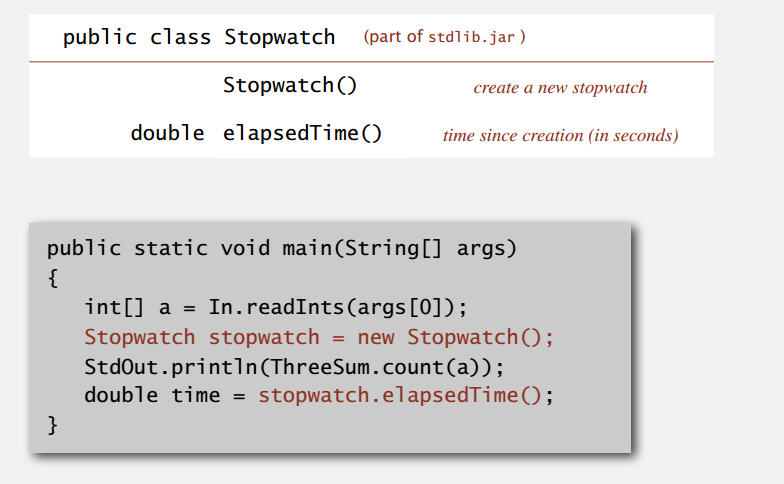 public class Stopwatch (part of stdlib.jar )
Stopwatch() create a new stopwatch
double elapsedTime() time since creation (in seconds)
public static void main(String[] args)
{
int[] a = In.readInts(args[0]);
Stopwatch stopwatch = new Stopwatch();
StdOut.println(ThreeSum.count(a));
double time = stopwatch.elapsedTime();
}